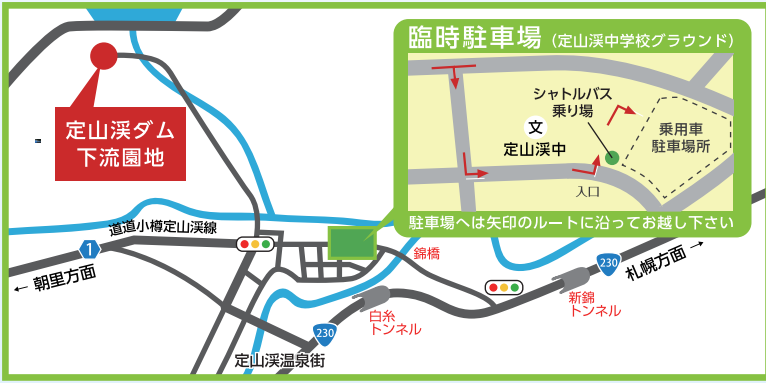 臨時駐車場（定山渓中学校グラウンド）
シャトルバス
乗り場
文
定山渓中
乗用車
駐車場所
入口
駐車場へは矢印のルートに沿ってお越し下さい
定山渓ダム
下流園地
道道小樽定山渓線
1
←朝里方面
錦橋
230
札幌方面→
新錦
トンネル
白糸
トンネル
230
定山渓温泉街